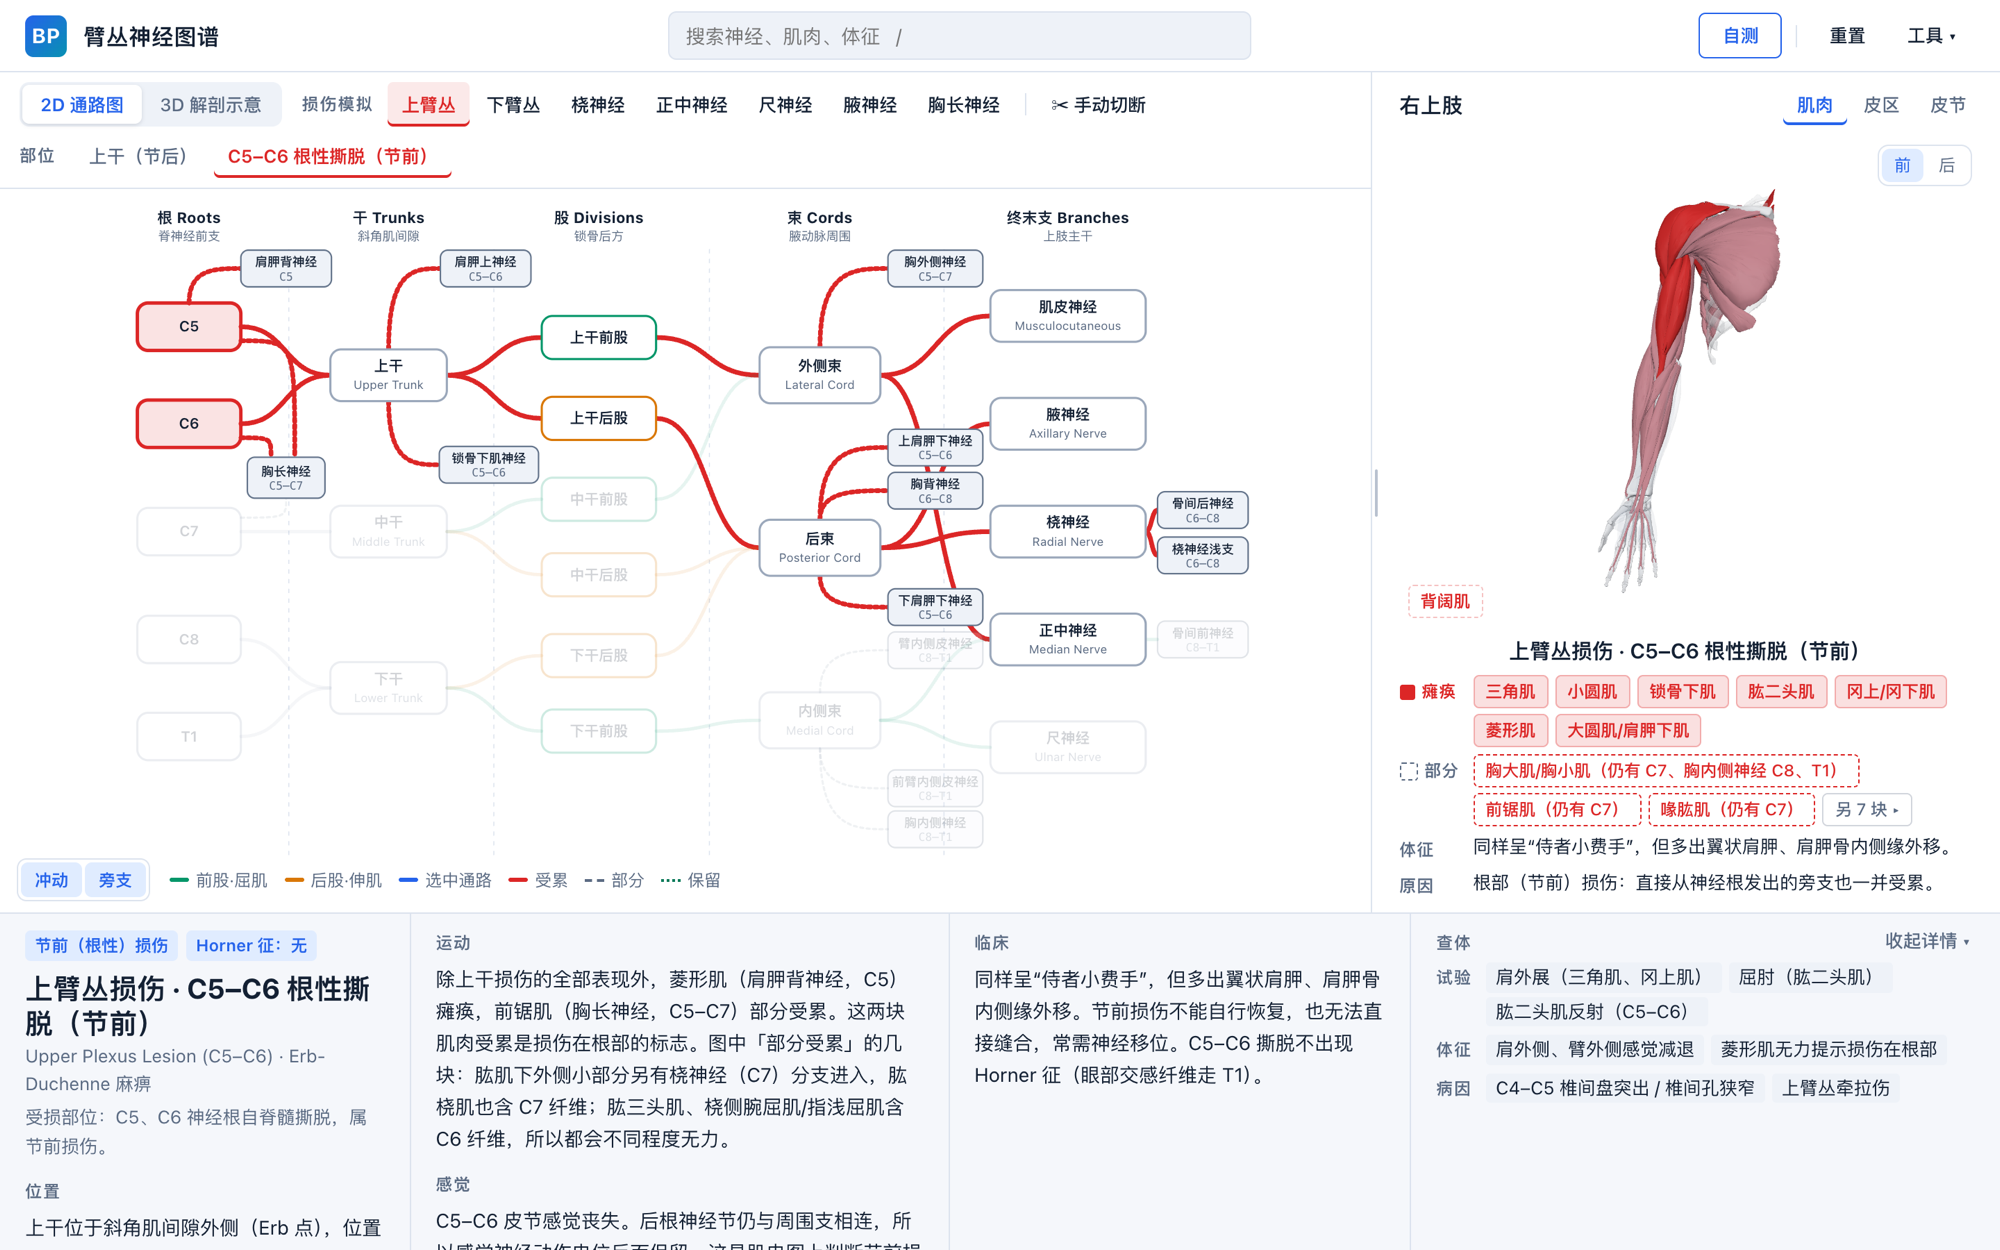 BP
臂丛神经图谱
搜索神经、肌肉、体征 /
自测
重置
工具 ▾
2D 通路图
3D 解剖示意
损伤模拟
上臂丛
下臂丛
桡神经
正中神经
尺神经
腋神经
胸长神经
✂ 手动切断
部位
上干（节后）
C5–C6 根性撕脱（节前）
根 Roots
脊神经前支
干 Trunks
斜角肌间隙
股 Divisions
锁骨后方
束 Cords
腋动脉周围
终末支 Branches
上肢主干
肩胛背神经
C5
肩胛上神经
C5–C6
胸外侧神经
C5–C7
C5
上干
Upper Trunk
上干前股
外侧束
Lateral Cord
肌皮神经
Musculocutaneous
C6
上干后股
腋神经
Axillary Nerve
上肩胛下神经
C5–C6
胸长神经
C5–C7
锁骨下肌神经
C5–C6
胸背神经
C6–C8
中干前股
C7
中干
Middle Trunk
后束
Posterior Cord
桡神经
Radial Nerve
骨间后神经
C6–C8
桡神经浅支
C6–C8
中干后股
下肩胛下神经
C5–C6
C8
下干后股
臂内侧皮神经
C8–T1
正中神经
Median Nerve
骨间前神经
C8–T1
下干
Lower Trunk
内侧束
Medial Cord
T1
下干前股
尺神经
Ulnar Nerve
前臂内侧皮神经
C8–T1
胸内侧神经
C8–T1
冲动
旁支
前股·屈肌
后股·伸肌
选中通路
受累
部分
保留
右上肢
肌肉
皮区
皮节
前
后
背阔肌
上臂丛损伤 · C5–C6 根性撕脱（节前）
瘫痪
三角肌
小圆肌
锁骨下肌
肱二头肌
冈上/冈下肌
菱形肌
大圆肌/肩胛下肌
部分
胸大肌/胸小肌（仍有 C7、胸内侧神经 C8、T1）
前锯肌（仍有 C7）
喙肱肌（仍有 C7）
另 7 块 ▸
体征
同样呈“侍者小费手”，但多出翼状肩胛、肩胛骨内侧缘外移。
原因
根部（节前）损伤：直接从神经根发出的旁支也一并受累。
节前（根性）损伤
Horner 征：无
上臂丛损伤 · C5–C6 根性撕
脱（节前）
Upper Plexus Lesion (C5–C6) · Erb-
Duchenne 麻痹
受损部位：C5、C6 神经根自脊髓撕脱，属
节前损伤。
位置
上干位于斜角肌间隙外侧（Erb 点），位置
运动
除上干损伤的全部表现外，菱形肌（肩胛背神经，C5）
瘫痪，前锯肌（胸长神经，C5–C7）部分受累。这两块
肌肉受累是损伤在根部的标志。图中「部分受累」的几
块：肱肌下外侧小部分另有桡神经（C7）分支进入，肱
桡肌也含 C7 纤维；肱三头肌、桡侧腕屈肌/指浅屈肌含
C6 纤维，所以都会不同程度无力。
感觉
C5–C6 皮节感觉丧失。后根神经节仍与周围支相连，所
以感觉神经动作电位反而保留，这是肌电图上判断节前损
临床
同样呈“侍者小费手”，但多出翼状肩胛、肩胛骨
内侧缘外移。节前损伤不能自行恢复，也无法直
接缝合，常需神经移位。C5–C6 撕脱不出现
Horner 征（眼部交感纤维走 T1）。
查体
收起详情 ▾
试验
肩外展（三角肌、冈上肌）
屈肘（肱二头肌）
肱二头肌反射（C5–C6）
体征
肩外侧、臂外侧感觉减退
菱形肌无力提示损伤在根部
病因
C4–C5 椎间盘突出 / 椎间孔狭窄
上臂丛牵拉伤